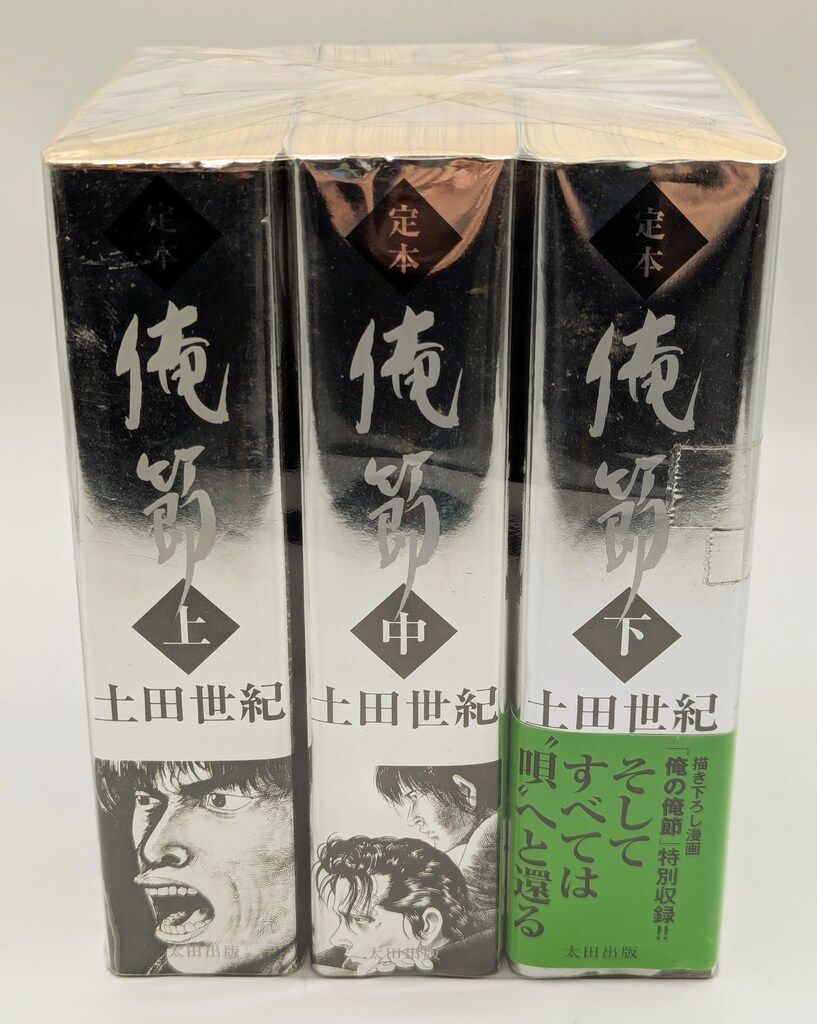 定本
俺節
上
土田世紀
太田出版
定本
俺節
中
土田世紀
太田出版
定本
俺節
下
土田世紀
描き下ろし漫画
「俺の俺節」特別収録!!
そして
すべては
〝唄〟へと還る
太田出版